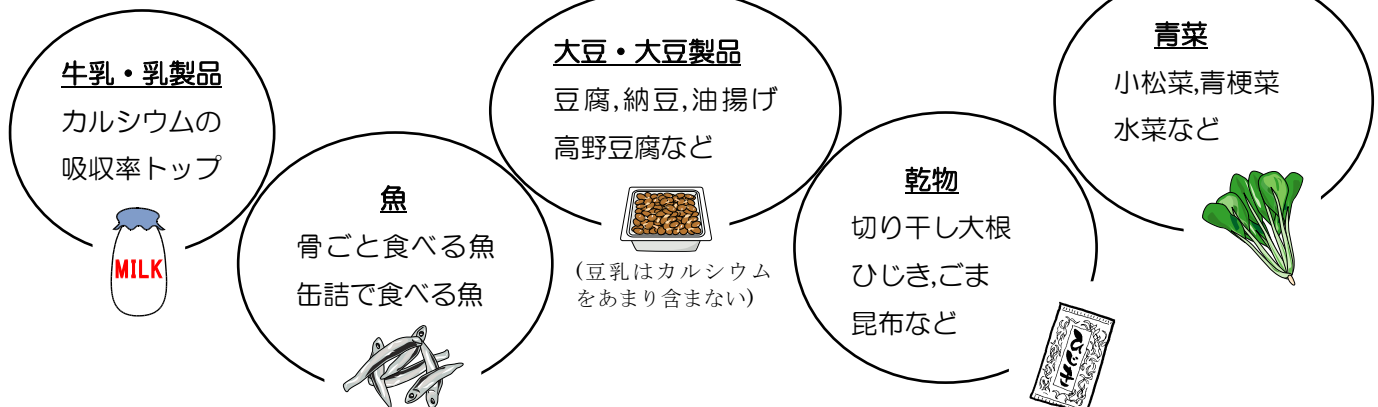 牛乳・乳製品
カルシウムの
吸収率トップ
MILK
魚
骨ごと食べる魚
缶詰で食べる魚
大豆・大豆製品
豆腐,納豆,油揚げ
高野豆腐など
(豆乳はカルシウム
をあまり含まない)
乾物
切り干し大根
ひじき,ごま
昆布など
青菜
小松菜,青梗菜
水菜など